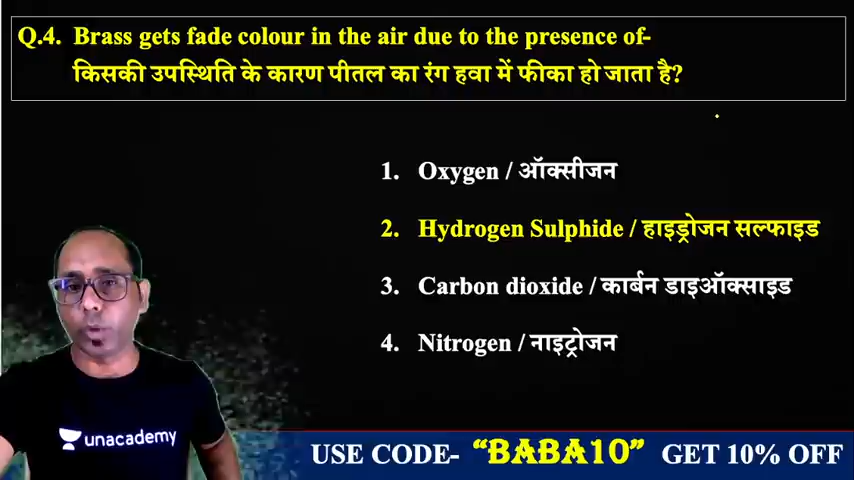 Q.4. Brass gets fade colour in the air due to the presence of-
किसकी उपस्थिति के कारण पीतल का रंग हवा में फीका हो जाता है?
1. Oxygen / ऑक्सीजन
2. Hydrogen Sulphide / हाइड्रोजन सल्फाइड
3. Carbon dioxide / कार्बन डाइऑक्साइड
4. Nitrogen / नाइट्रोजन
unacademy
USE CODE- “BABA10” GET 10% OFF